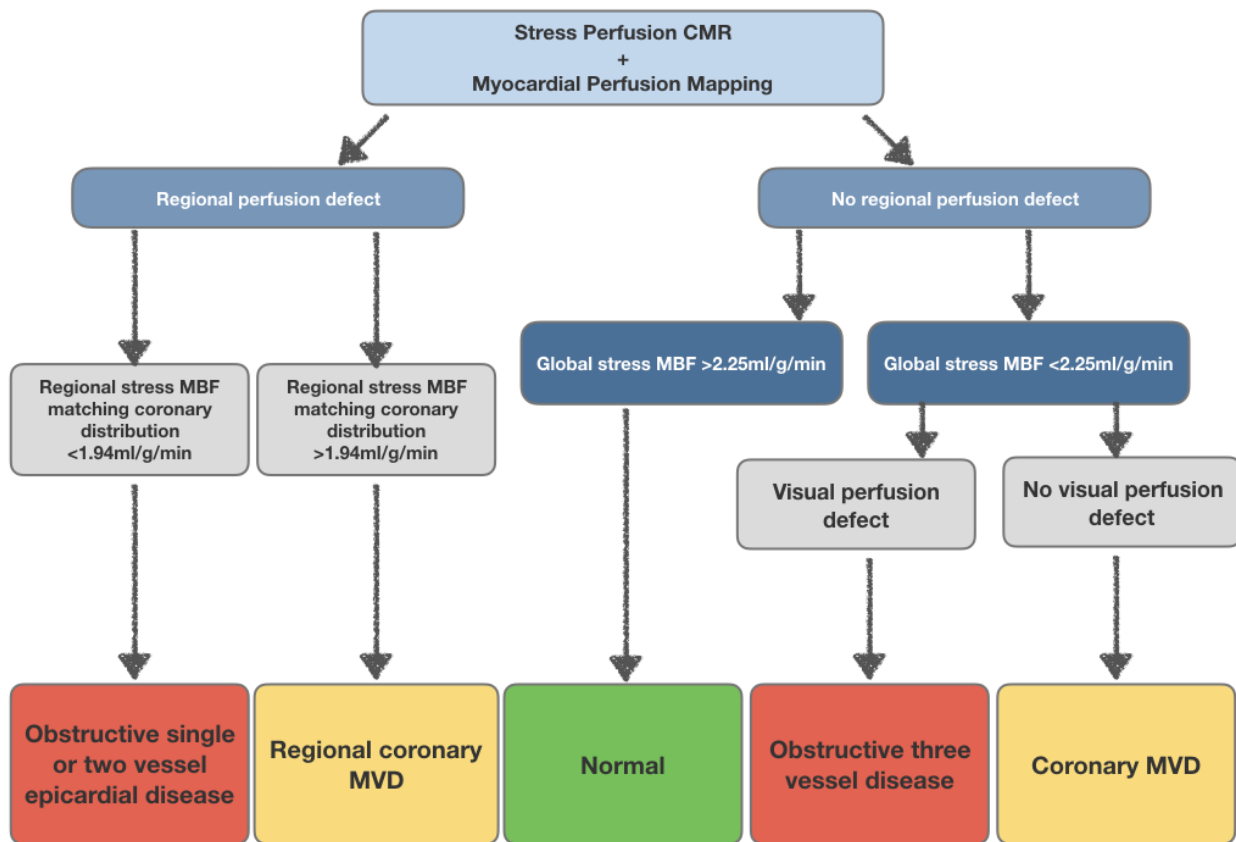 Stress Perfusion CMR
+
Myocardial Perfusion Mapping
Regional perfusion defect
No regional perfusion defect
Global stress MBF >2.25ml/g/min
Global stress MBF <2.25ml/g/min
Regional stress MBF
matching coronary
distribution
<1.94ml/g/min
Regional stress MBF
matching coronary
distribution
>1.94ml/g/min
Visual perfusion
defect
No visual perfusion
defect
Obstructive single
or two vessel
epicardial disease
Regional coronary
MVD
Normal
Obstructive three
vessel disease
Coronary MVD